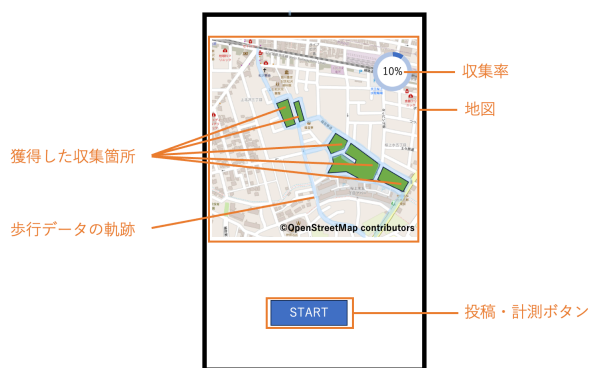 10%
収集率
地図
獲得した収集箇所
歩行データの軌跡
©OpenStreetMap contributors
START
投稿・計測ボタン